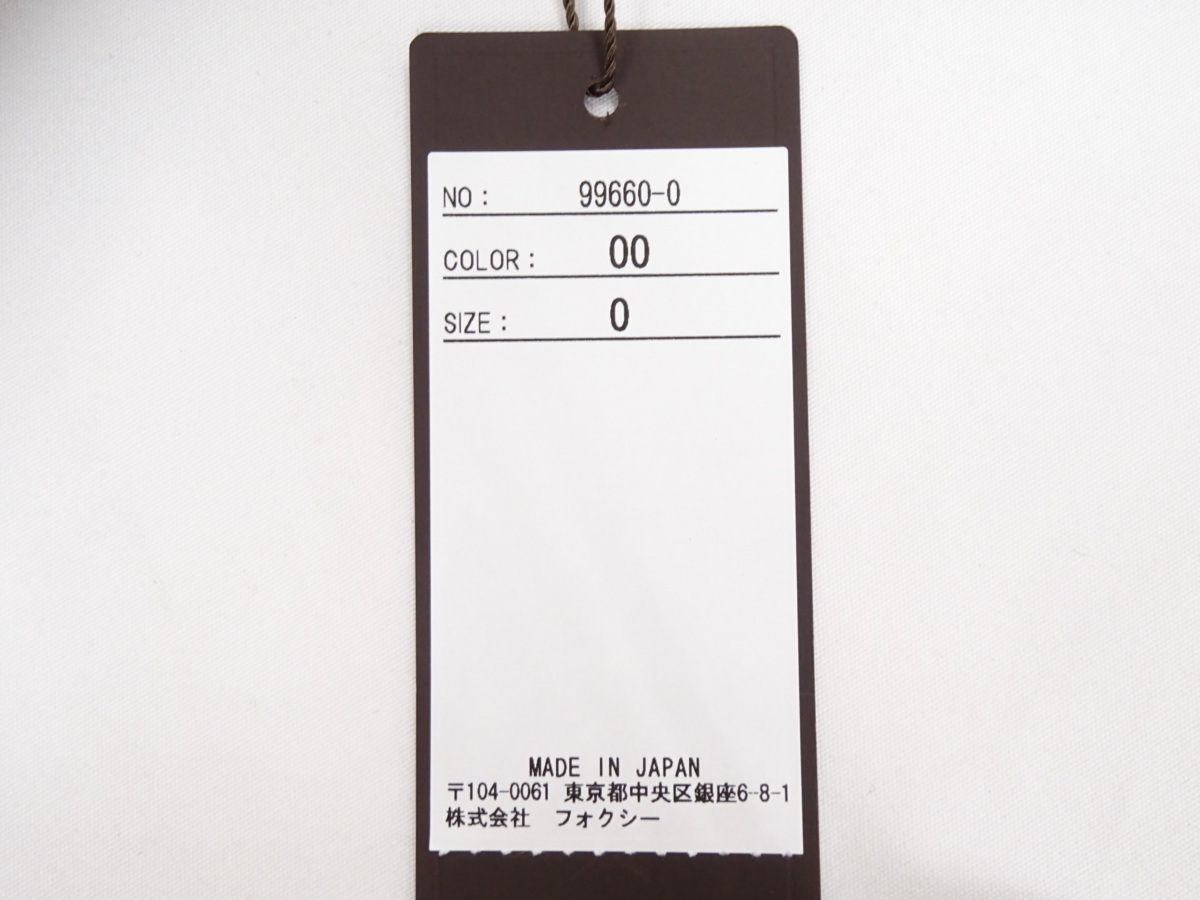 NO： 99660-0
COLOR： 00
SIZE： 0
MADE IN JAPAN
〒104-0061 東京都中央区銀座6-8-1
株式会社　フォクシー